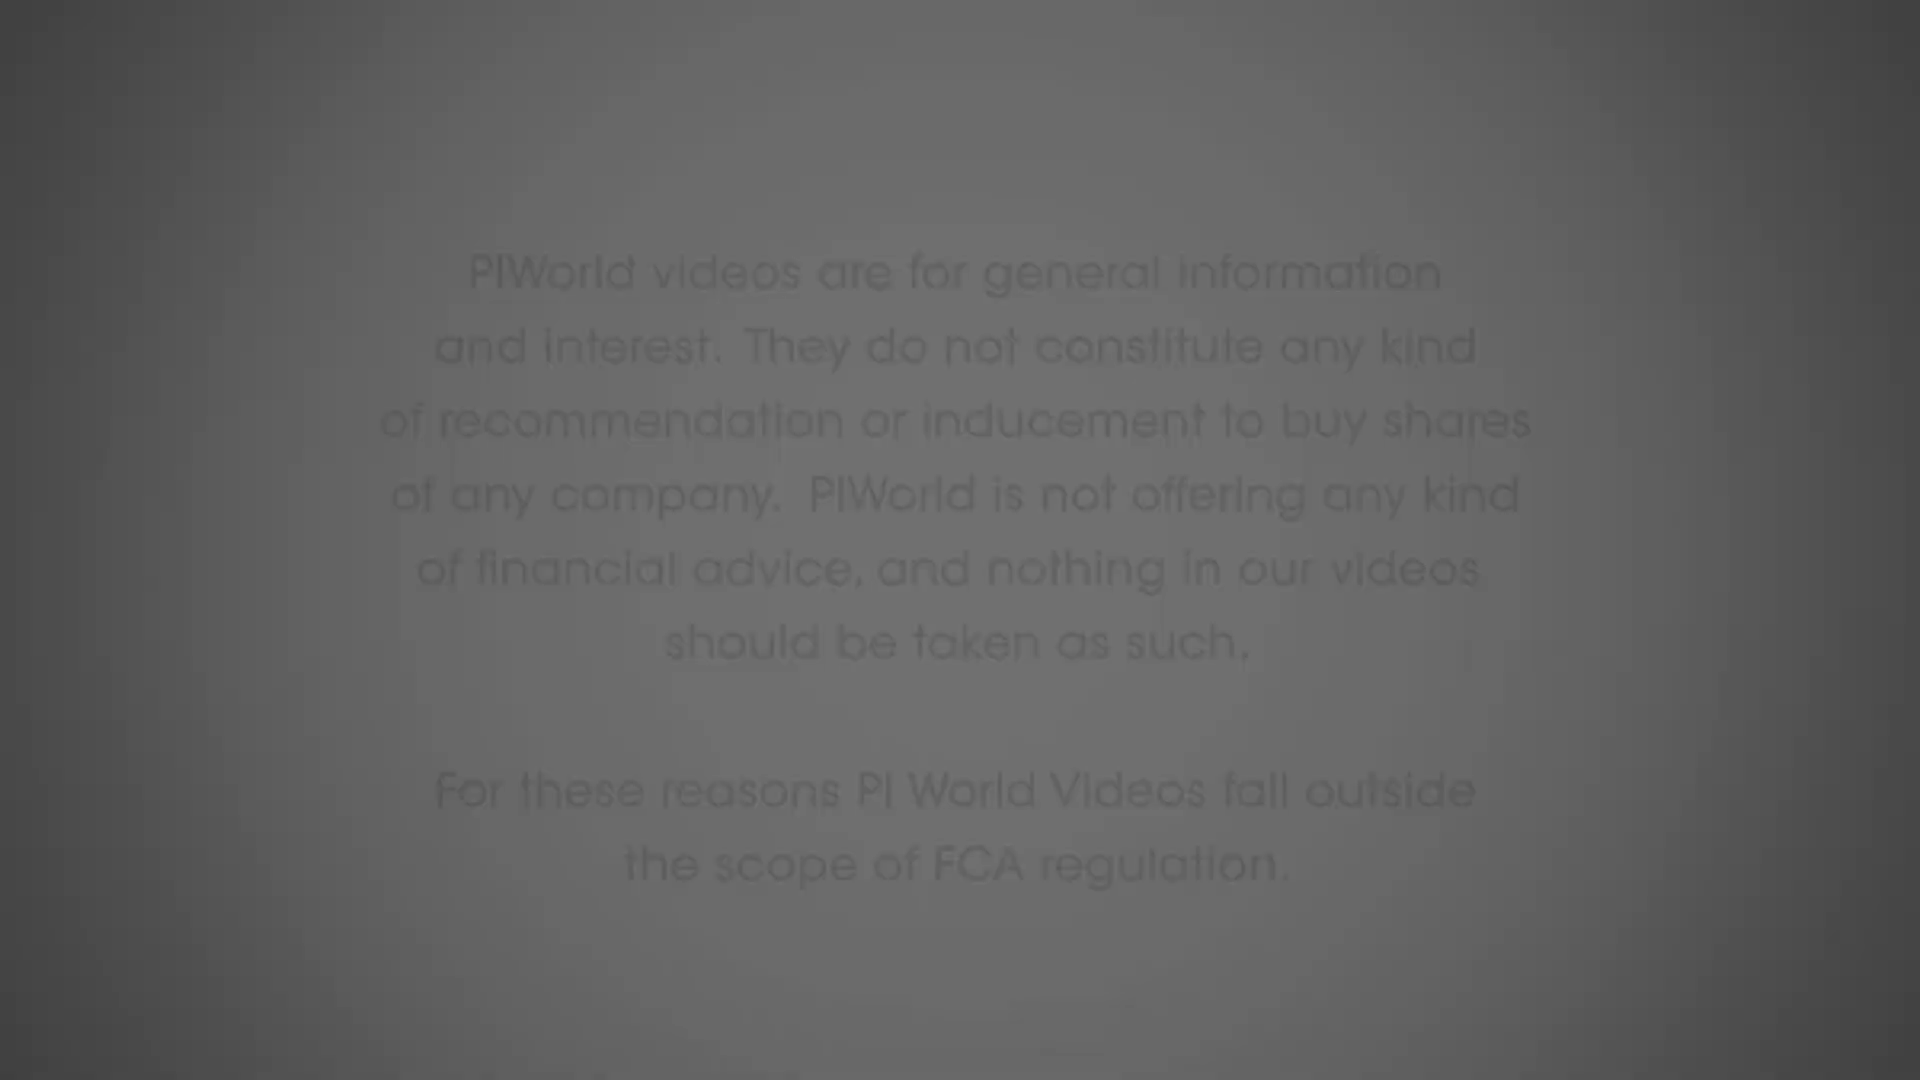 PIWorld videos are for general information
and interest. They do not constitute any kind
of recommendation or inducement to buy shares
of any company. PIWorld is not offering any kind
of financial advice, and nothing in our videos
should be taken as such.
For these reasons PI World Videos fall outside
the scope of FCA regulation.